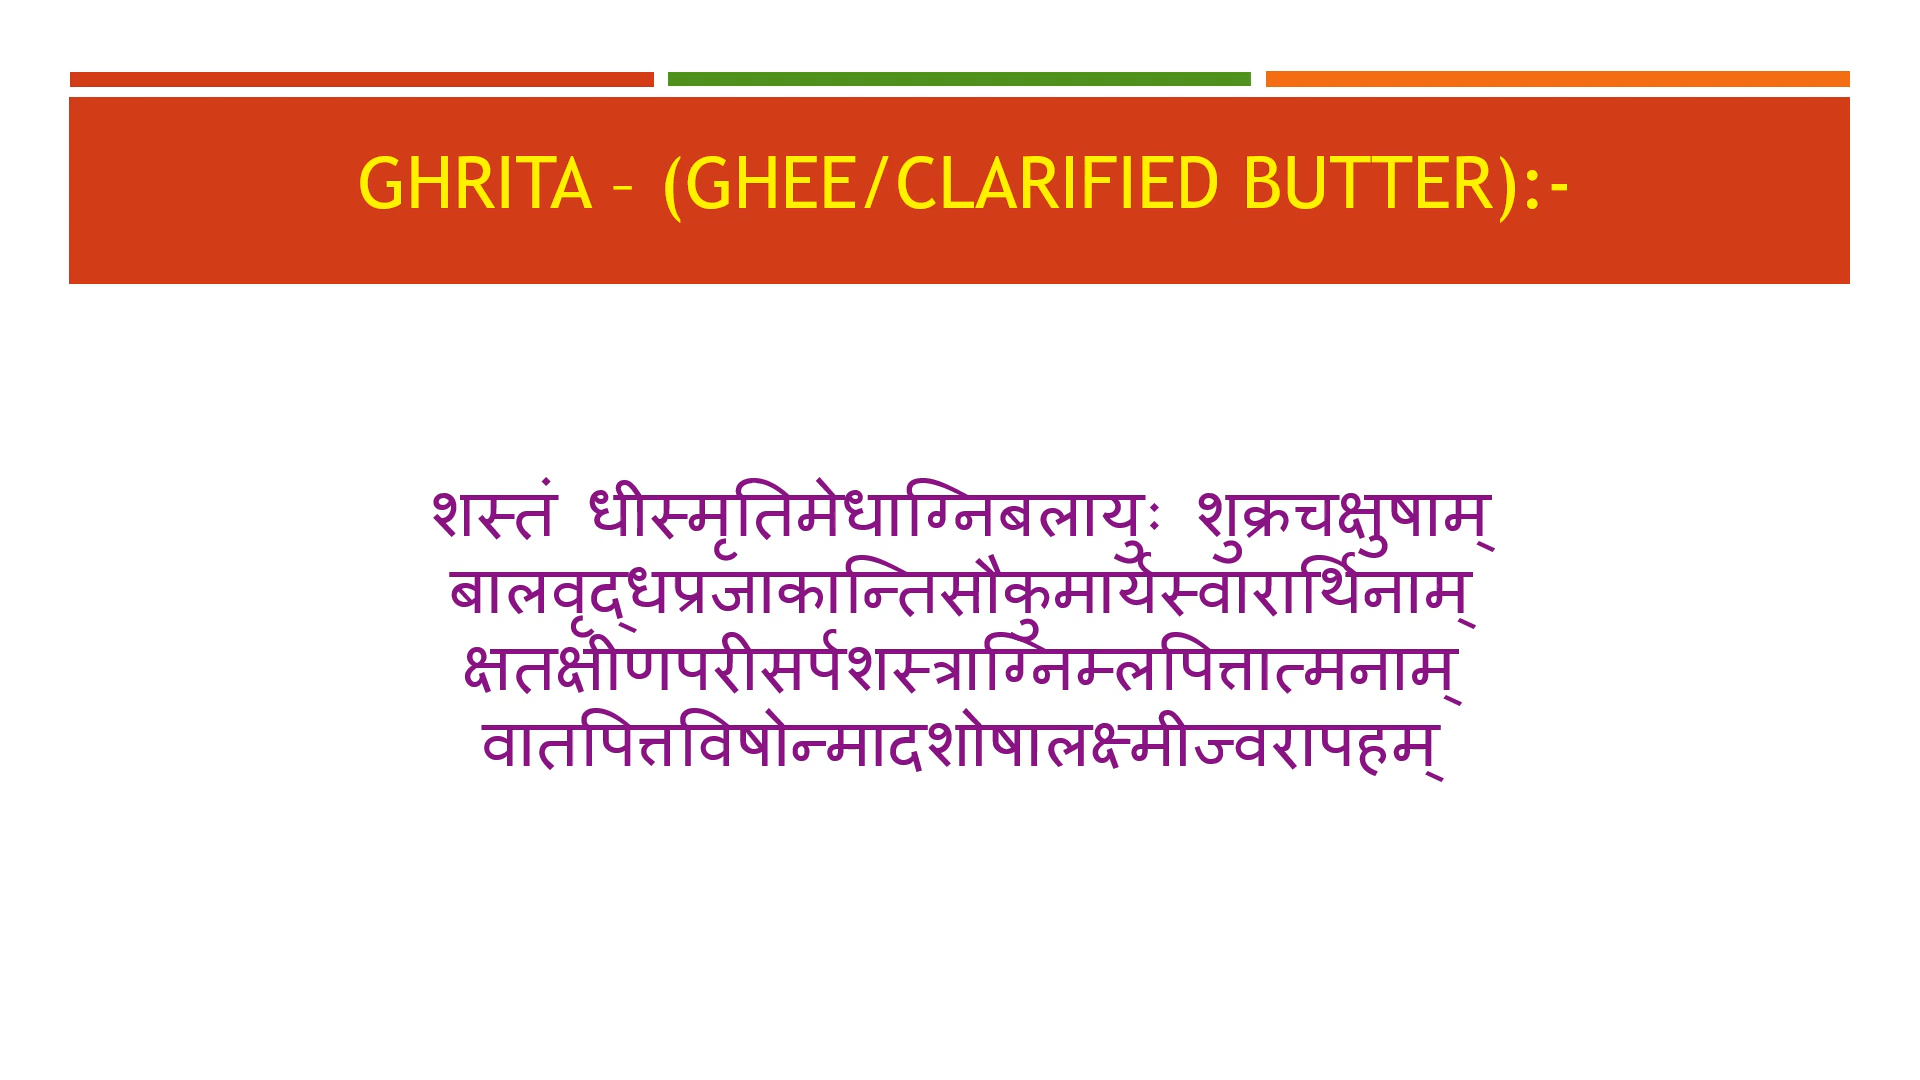 GHRITA – (GHEE/CLARIFIED BUTTER):-
शस्तं धीस्मृतिमेधाग्निबलायुः शुक्रचक्षुषाम्
बालवृद्धप्रजाकान्तिसौकुमार्यस्वारार्थिनाम्
क्षतक्षीणपरीसर्पशस्त्राग्निम्लपित्तात्मनाम्
वातपित्तविषोन्मादशोषालक्ष्मीज्वरापहम्